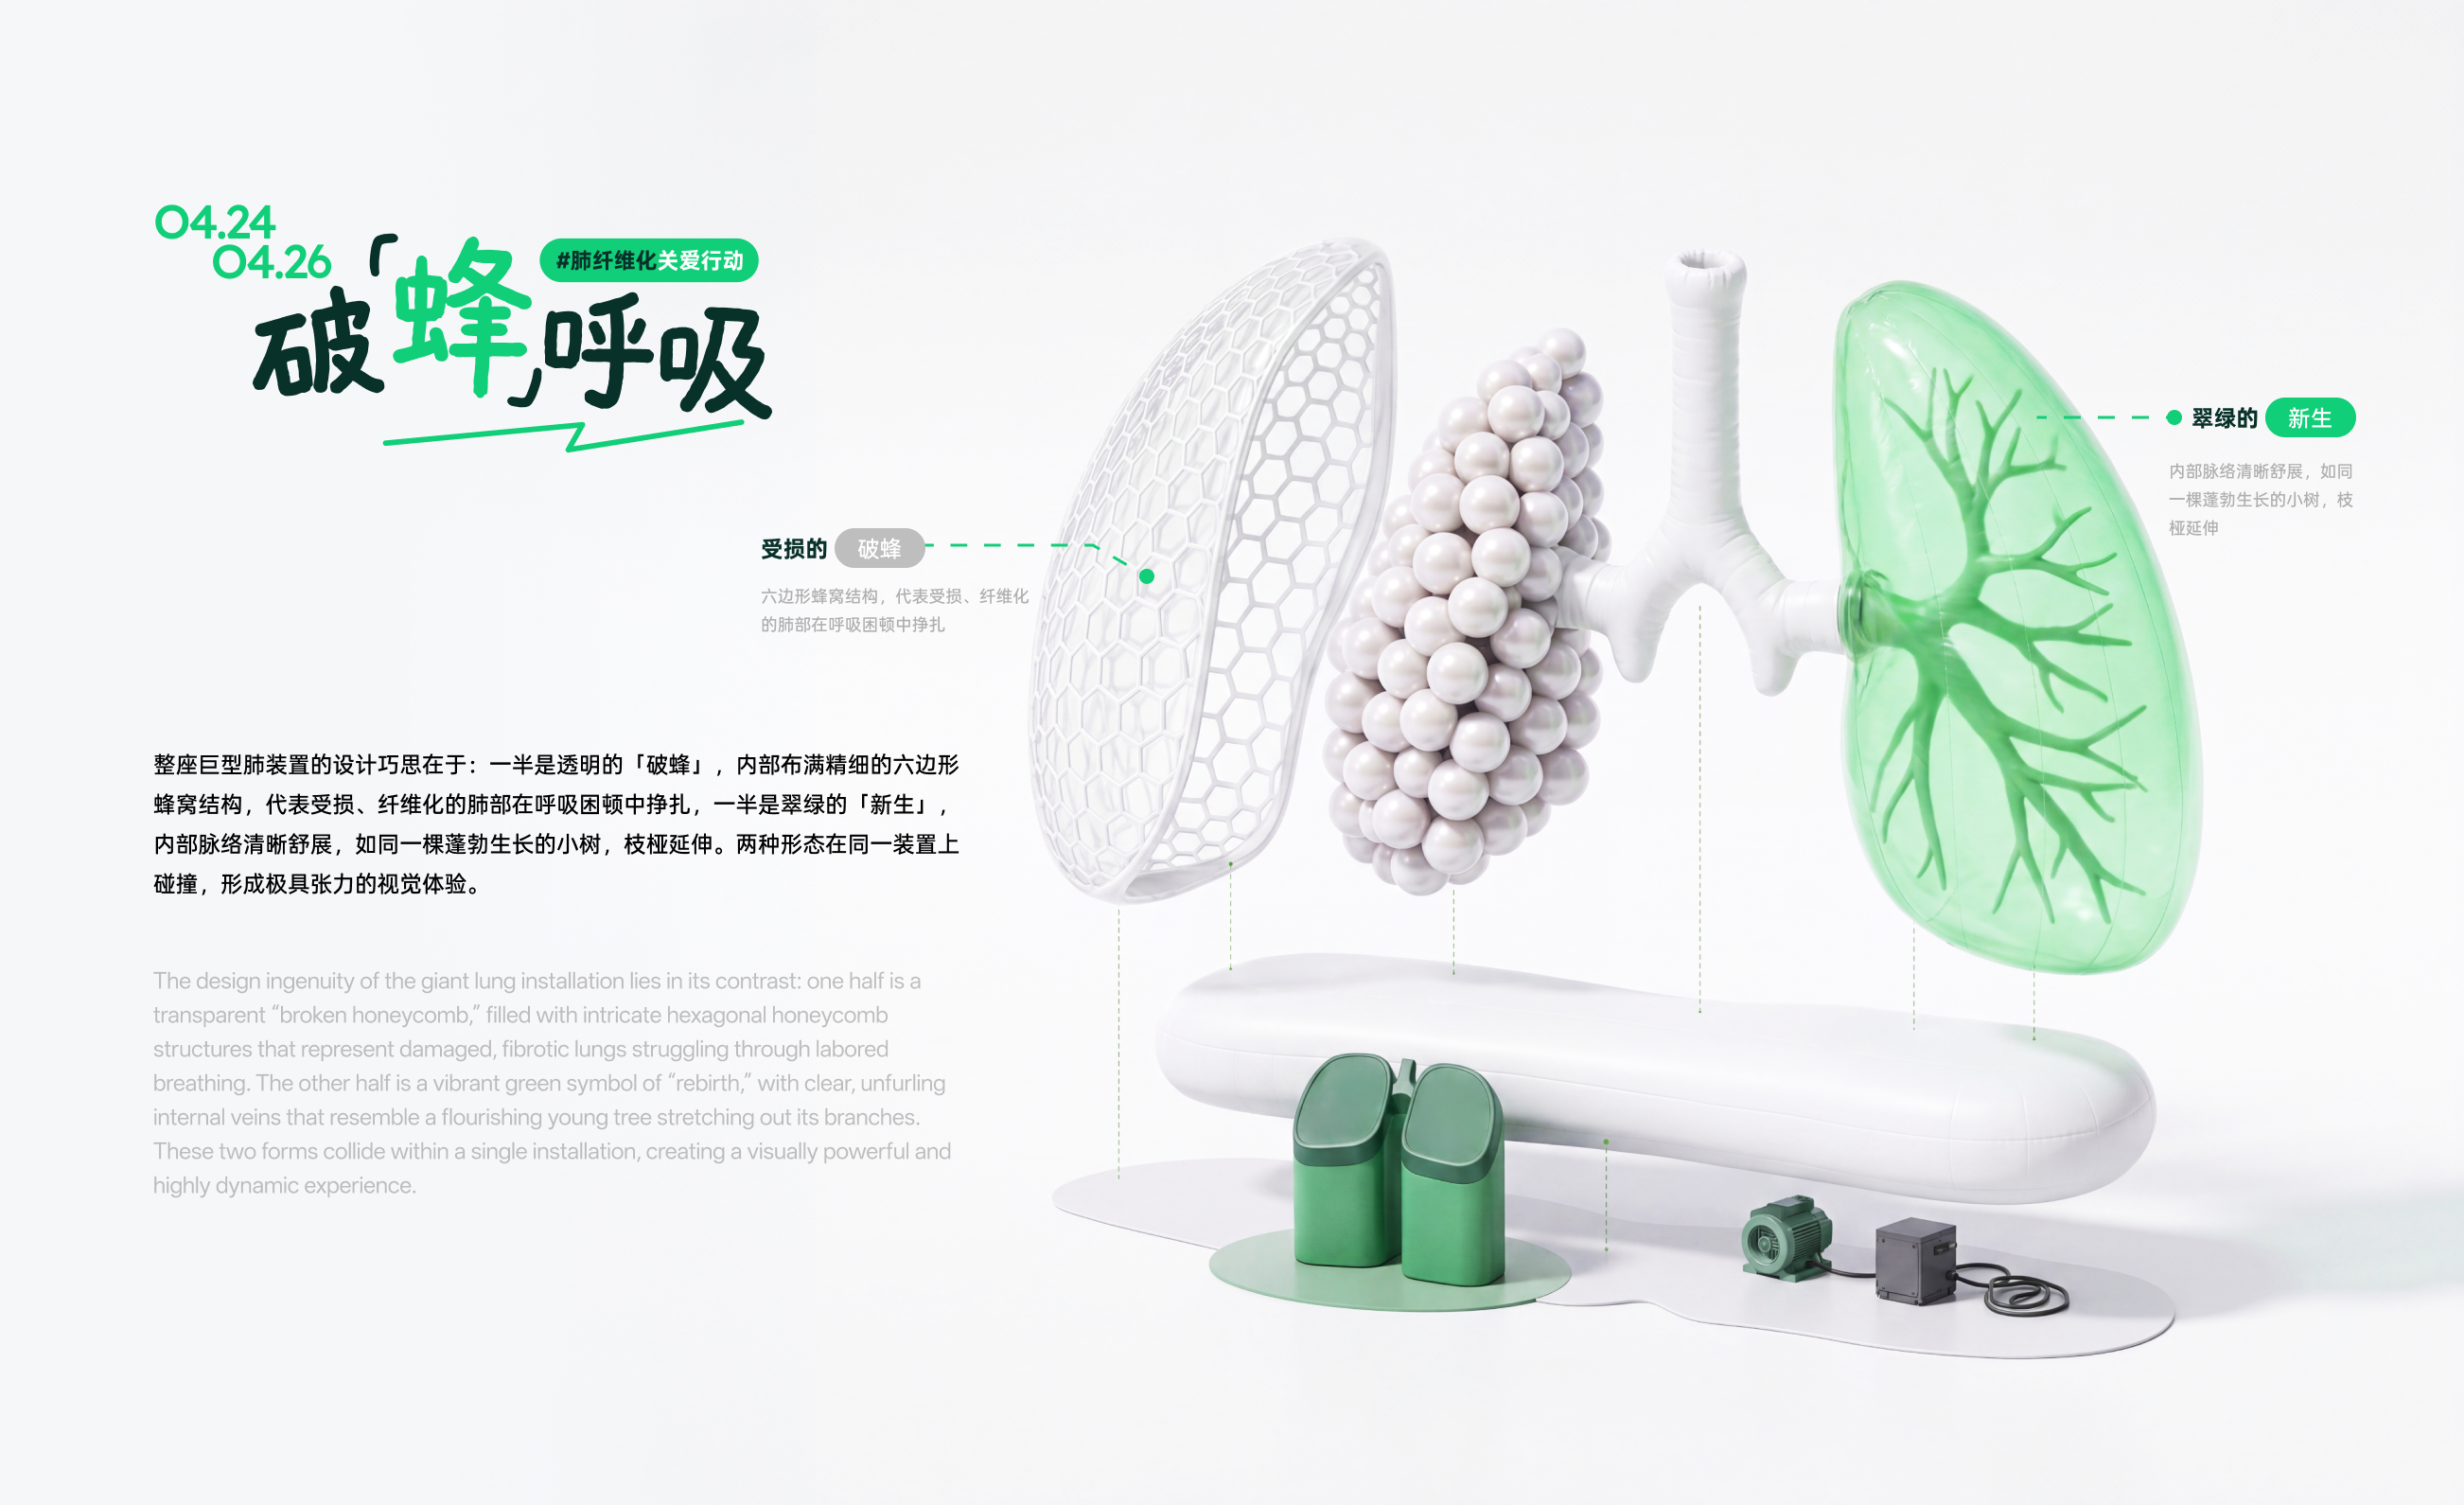 04.24
04.26
#肺纤维化关爱行动
破「蜂」呼吸
翠绿的 新生
内部脉络清晰舒展，如同
一棵蓬勃生长的小树，枝
桠延伸
受损的 破蜂
六边形蜂窝结构，代表受损、纤维化
的肺部在呼吸困顿中挣扎
整座巨型肺装置的设计巧思在于：一半是透明的「破蜂」，内部布满精细的六边形
蜂窝结构，代表受损、纤维化的肺部在呼吸困顿中挣扎，一半是翠绿的「新生」，
内部脉络清晰舒展，如同一棵蓬勃生长的小树，枝桠延伸。两种形态在同一装置上
碰撞，形成极具张力的视觉体验。
The design ingenuity of the giant lung installation lies in its contrast: one half is a
transparent “broken honeycomb,” filled with intricate hexagonal honeycomb
structures that represent damaged, fibrotic lungs struggling through labored
breathing. The other half is a vibrant green symbol of “rebirth,” with clear, unfurling
internal veins that resemble a flourishing young tree stretching out its branches.
These two forms collide within a single installation, creating a visually powerful and
highly dynamic experience.